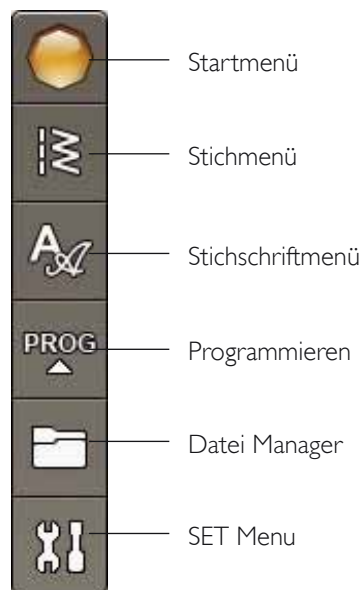 Startmenü
Stichmenü
A A
Stichschriftmenü
PROG
Programmieren
Datei Manager
SET Menu